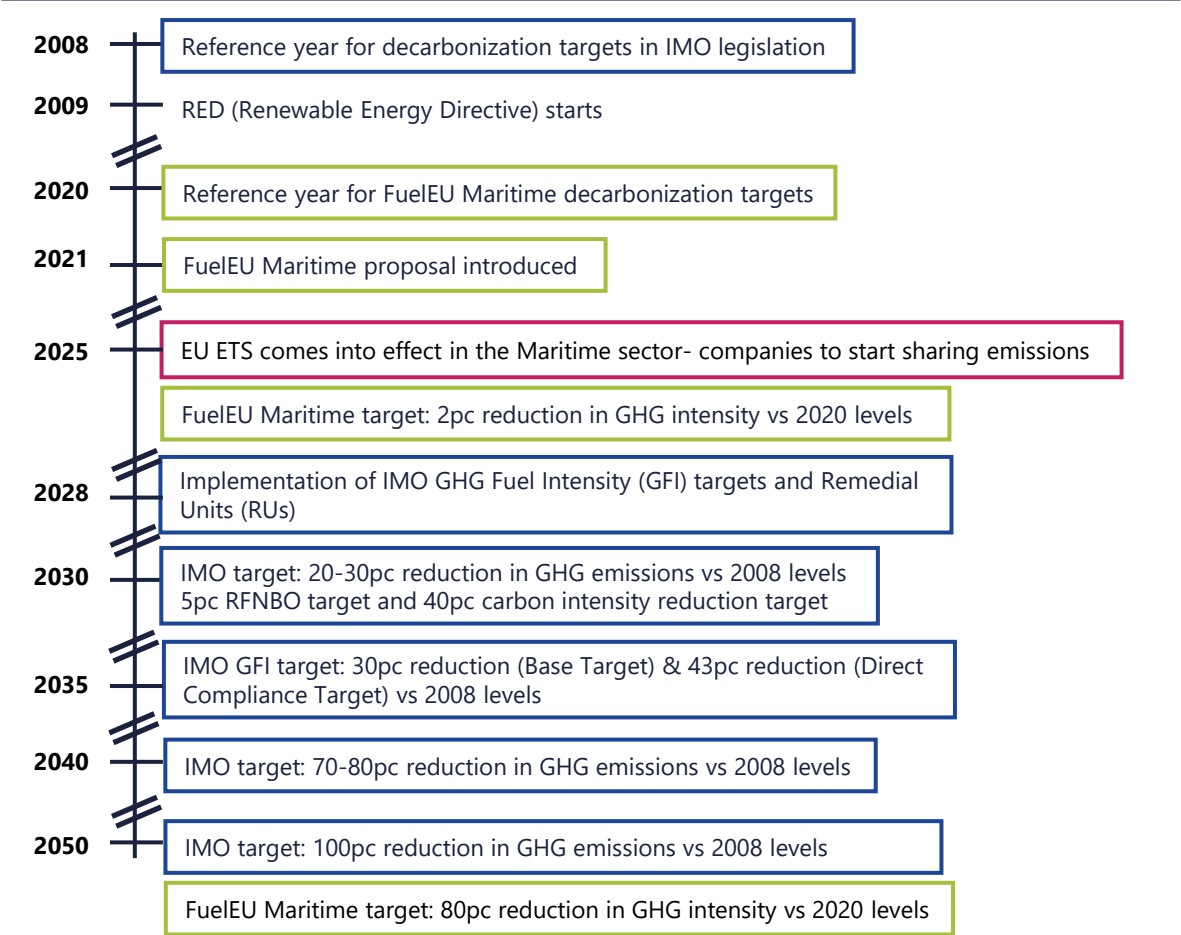 2008
Reference year for decarbonization targets in IMO legislation
2009
RED (Renewable Energy Directive) starts
2020
Reference year for FuelEU Maritime decarbonization targets
2021
FuelEU Maritime proposal introduced
2025
EU ETS comes into effect in the Maritime sector- companies to start sharing emissions
FuelEU Maritime target: 2pc reduction in GHG intensity vs 2020 levels
2028
Implementation of IMO GHG Fuel Intensity (GFI) targets and Remedial
Units (RUs)
2030
IMO target: 20-30pc reduction in GHG emissions vs 2008 levels
5pc RFNBO target and 40pc carbon intensity reduction target
2035
IMO GFI target: 30pc reduction (Base Target) & 43pc reduction (Direct
Compliance Target) vs 2008 levels
2040
IMO target: 70-80pc reduction in GHG emissions vs 2008 levels
2050
IMO target: 100pc reduction in GHG emissions vs 2008 levels
FuelEU Maritime target: 80pc reduction in GHG intensity vs 2020 levels